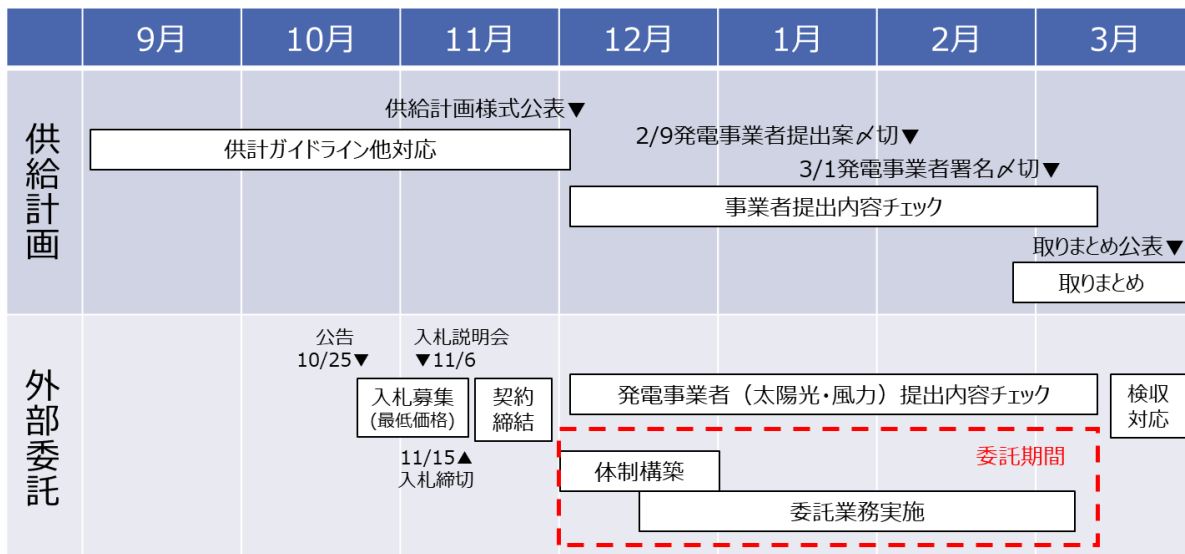 9月
10月
11月
12月
1月
2月
3月
供給計画
供給計画様式公表▼
供計ガイドライン他対応
2/9発電事業者提出案〆切▼
3/1発電事業者署名〆切▼
事業者提出内容チェック
取りまとめ公表▼
取りまとめ
外部委託
公告
10/25▼
入札説明会
▼11/6
入札募集
(最低価格)
契約
締結
11/15▲
入札締切
発電事業者（太陽光・風力）提出内容チェック
検収
対応
委託期間
体制構築
委託業務実施